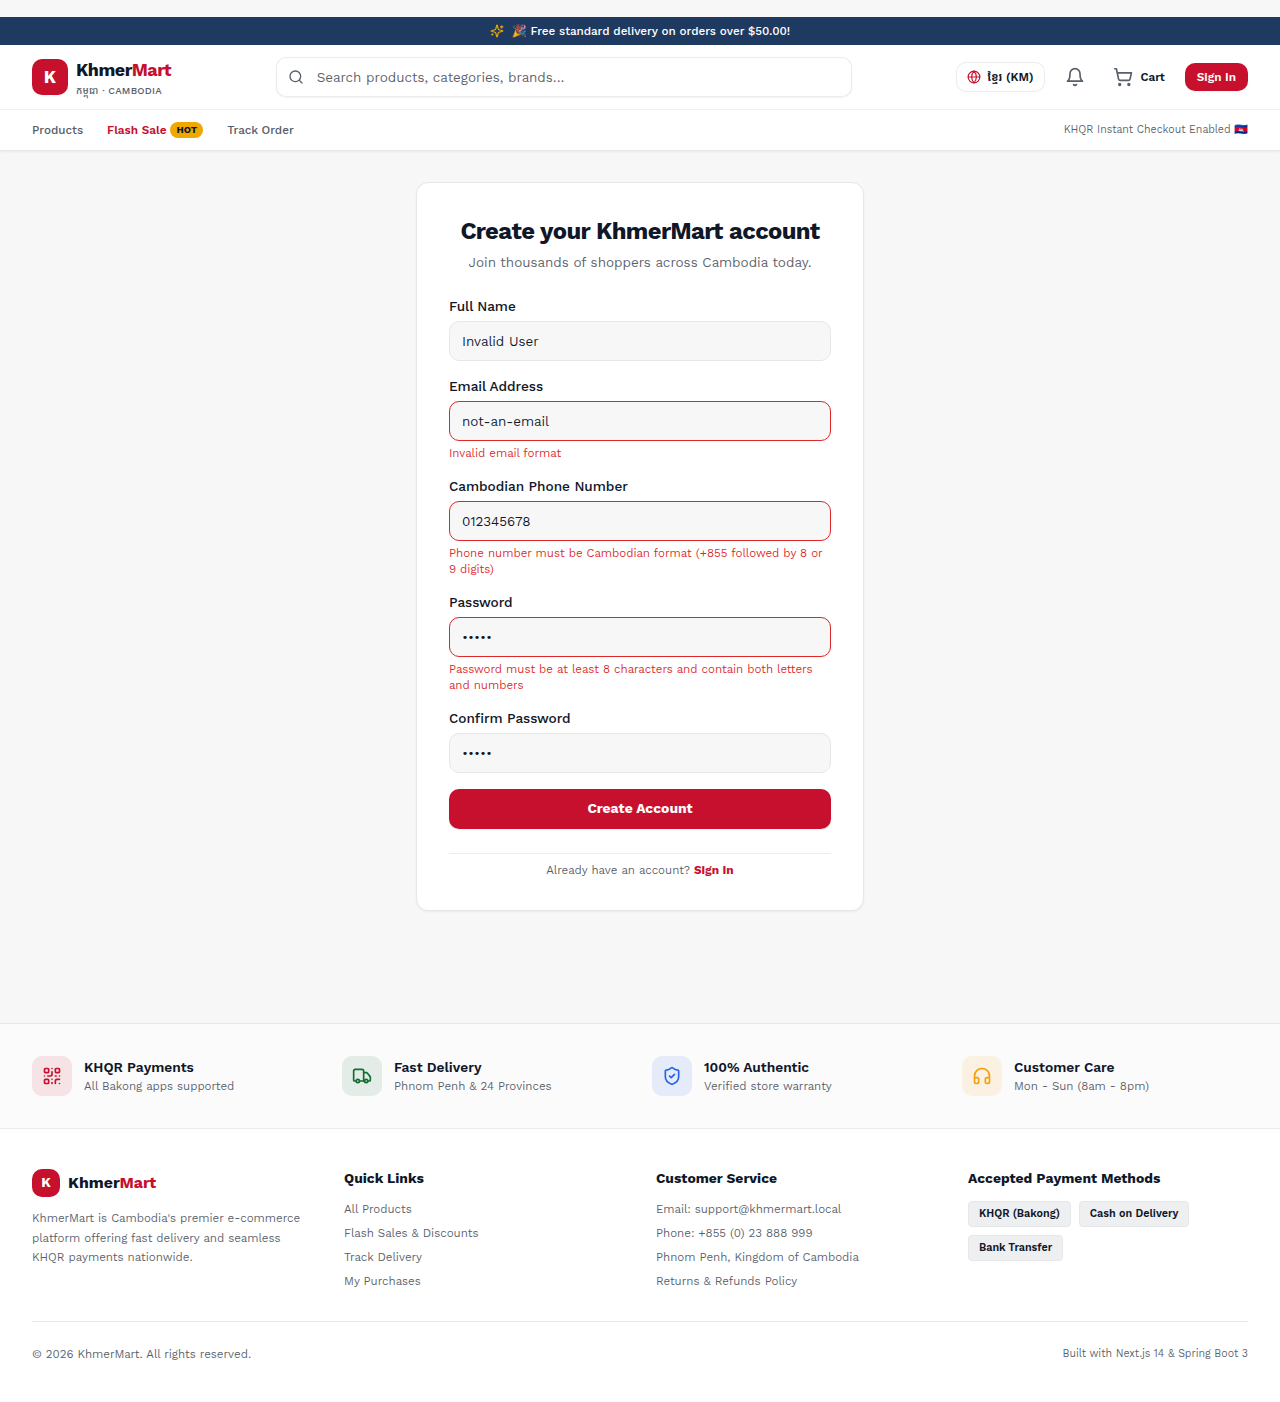 🎉 Free standard delivery on orders over $50.00!
K
KhmerMart
កម្ពុជា · CAMBODIA
Search products, categories, brands...
ខ្មែរ (KM)
Cart
Sign In
Products
Flash Sale HOT
Track Order
KHQR Instant Checkout Enabled 🇰🇭
Create your KhmerMart account
Join thousands of shoppers across Cambodia today.
Full Name
Invalid User
Email Address
not-an-email
Invalid email format
Cambodian Phone Number
012345678
Phone number must be Cambodian format (+855 followed by 8 or
9 digits)
Password
•••••
Password must be at least 8 characters and contain both letters
and numbers
Confirm Password
•••••
Create Account
Already have an account? Sign In
KHQR Payments
All Bakong apps supported
Fast Delivery
Phnom Penh & 24 Provinces
100% Authentic
Verified store warranty
Customer Care
Mon - Sun (8am - 8pm)
K
KhmerMart
KhmerMart is Cambodia's premier e-commerce
platform offering fast delivery and seamless
KHQR payments nationwide.
Quick Links
All Products
Flash Sales & Discounts
Track Delivery
My Purchases
Customer Service
Email: support@khmermart.local
Phone: +855 (0) 23 888 999
Phnom Penh, Kingdom of Cambodia
Returns & Refunds Policy
Accepted Payment Methods
KHQR (Bakong)
Cash on Delivery
Bank Transfer
© 2026 KhmerMart. All rights reserved.
Built with Next.js 14 & Spring Boot 3